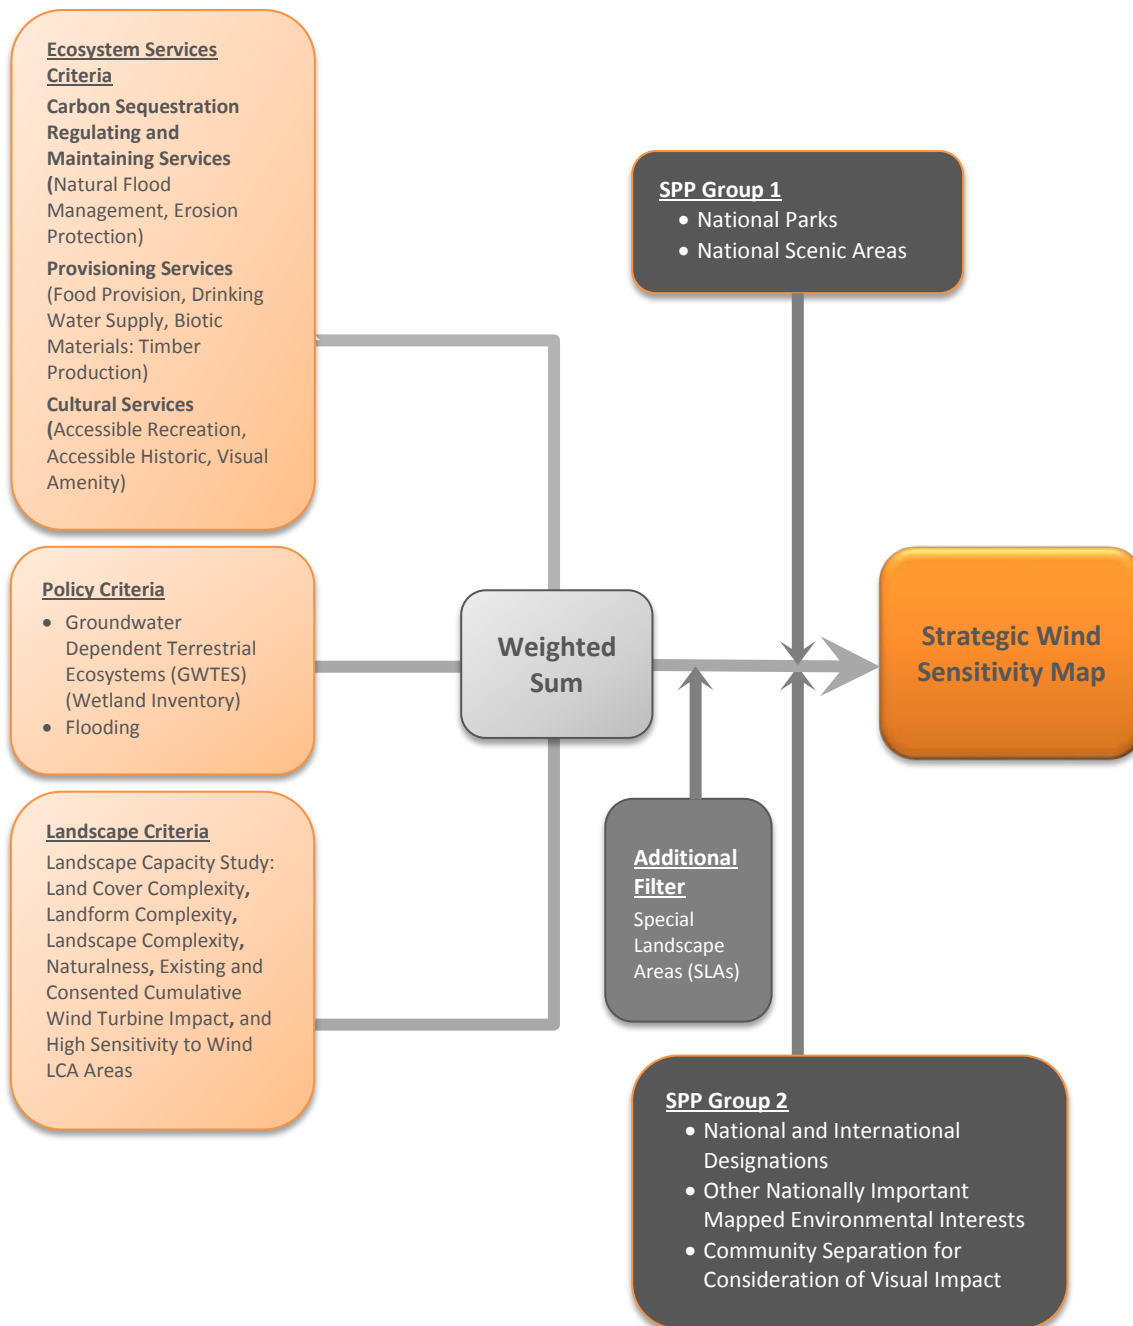 Ecosystem Services
Criteria
Carbon Sequestration
Regulating and
Maintaining Services
(Natural Flood
Management, Erosion
Protection)
Provisioning Services
(Food Provision, Drinking
Water Supply, Biotic
Materials: Timber
Production)
Cultural Services
(Accessible Recreation,
Accessible Historic, Visual
Amenity)
Policy Criteria
• Groundwater
Dependent Terrestrial
Ecosystems (GWTES)
(Wetland Inventory)
• Flooding
Landscape Criteria
Landscape Capacity Study:
Land Cover Complexity,
Landform Complexity,
Landscape Complexity,
Naturalness, Existing and
Consented Cumulative
Wind Turbine Impact, and
High Sensitivity to Wind
LCA Areas
Weighted
Sum
SPP Group 1
• National Parks
• National Scenic Areas
Additional
Filter
Special
Landscape
Areas (SLAs)
SPP Group 2
• National and International
Designations
• Other Nationally Important
Mapped Environmental Interests
• Community Separation for
Consideration of Visual Impact
Strategic Wind
Sensitivity Map